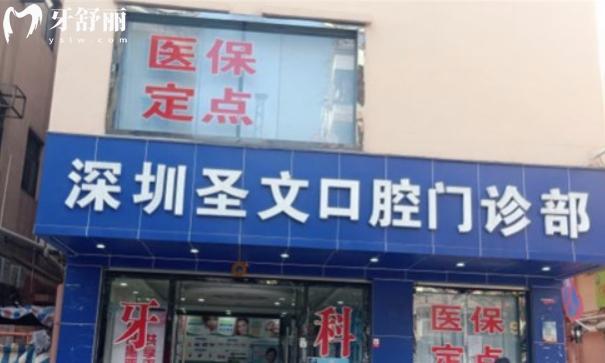 牙舒丽
yslw.com
医保
定点
深圳圣文口腔门诊部
牙 科
医保
定点